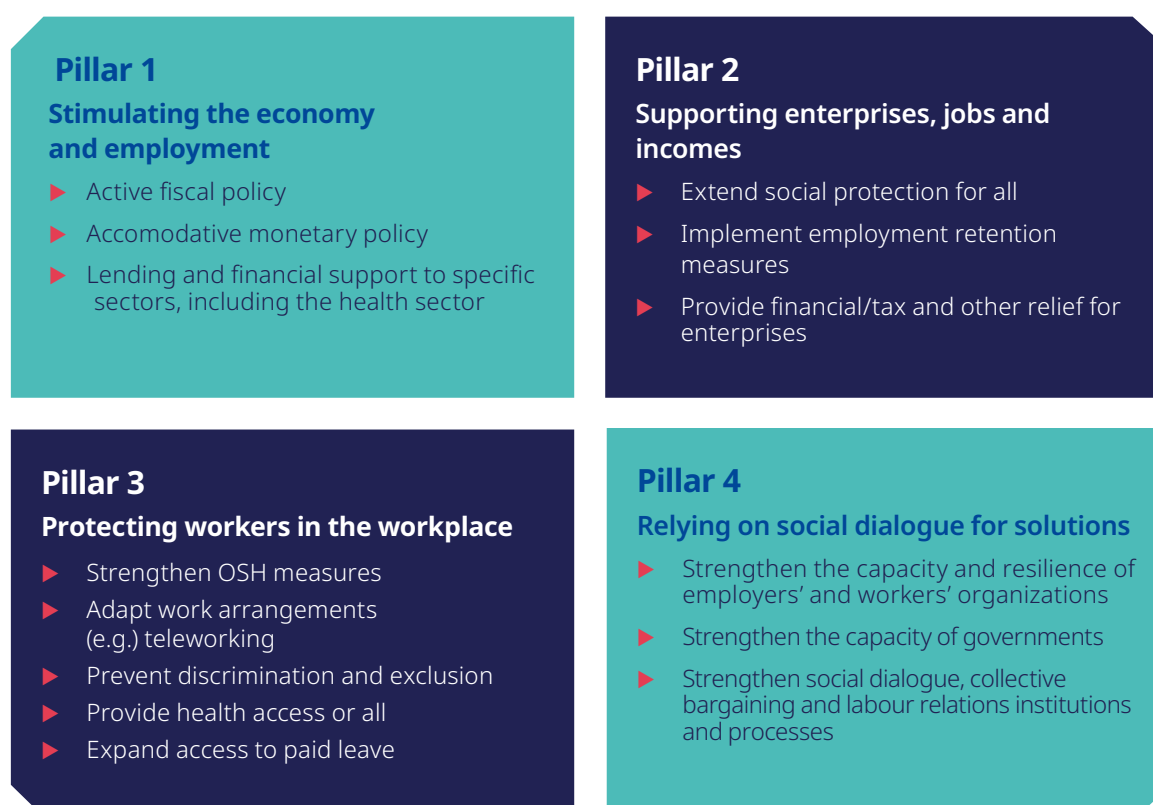 Pillar 1
Stimulating the economy
and employment
Active fiscal policy
Accomodative monetary policy
Lending and financial support to specific
sectors, including the health sector
Pillar 2
Supporting enterprises, jobs and
incomes
Extend social protection for all
Implement employment retention
measures
Provide financial/tax and other relief for
enterprises
Pillar 3
Protecting workers in the workplace
Strengthen OSH measures
Adapt work arrangements
(e.g.) teleworking
Prevent discrimination and exclusion
Provide health access or all
Expand access to paid leave
Pillar 4
Relying on social dialogue for solutions
Strengthen the capacity and resilience of
employers’ and workers’ organizations
Strengthen the capacity of governments
Strengthen social dialogue, collective
bargaining and labour relations institutions
and processes